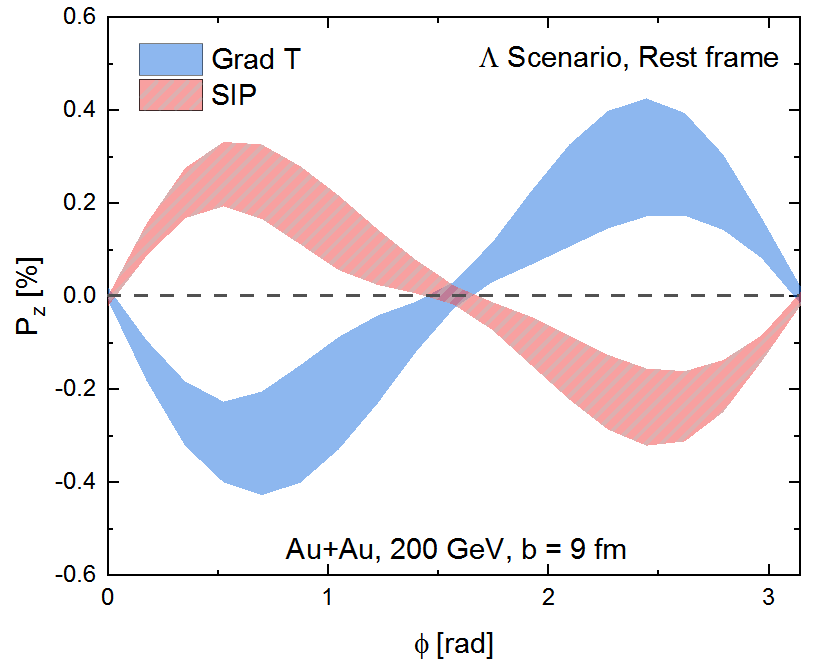 0.6
Grad T
Λ Scenario, Rest frame
SIP
0.4
0.2
0.0
P_z [%]
-0.2
-0.4
Au+Au, 200 GeV, b = 9 fm
-0.6
0 1 2 3
ϕ [rad]